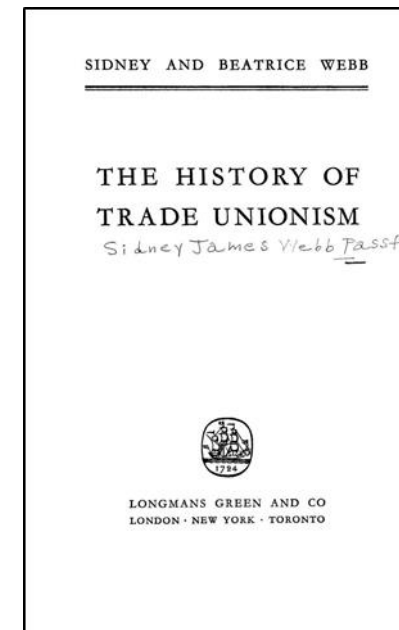 SIDNEY AND BEATRICE WEBB
THE HISTORY OF
TRADE UNIONISM
Sidney James Webb Passf
1724
LONGMANS GREEN AND CO
LONDON · NEW YORK · TORONTO